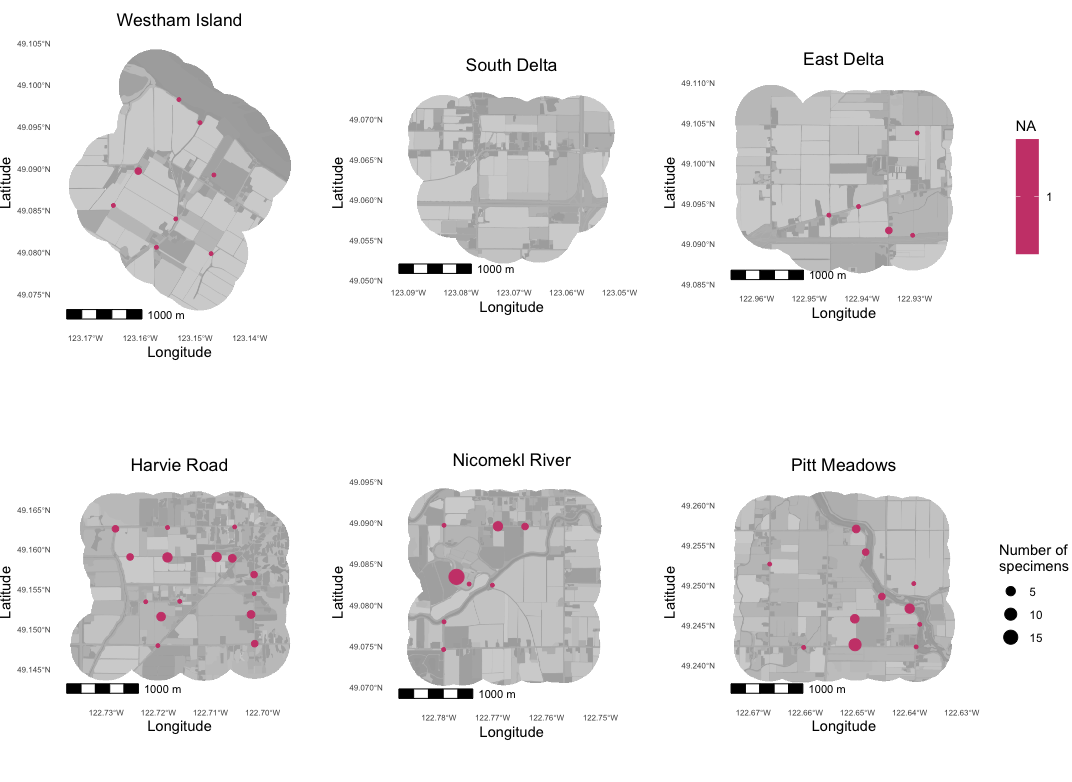 Westham Island
Latitude
49.105°N
49.100°N
49.095°N
49.090°N
49.085°N
49.080°N
49.075°N
1000 m
123.17°W 123.16°W 123.15°W 123.14°W
Longitude
South Delta
Latitude
49.070°N
49.065°N
49.060°N
49.055°N
49.050°N
1000 m
123.09°W 123.08°W 123.07°W 123.06°W 123.05°W
Longitude
East Delta
Latitude
49.110°N
49.105°N
49.100°N
49.095°N
49.090°N
49.085°N
1000 m
122.96°W 122.95°W 122.94°W 122.93°W
Longitude
NA
1
Harvie Road
Latitude
49.165°N
49.160°N
49.155°N
49.150°N
49.145°N
1000 m
122.73°W 122.72°W 122.71°W 122.70°W
Longitude
Nicomekl River
Latitude
49.095°N
49.090°N
49.085°N
49.080°N
49.075°N
49.070°N
1000 m
122.78°W 122.77°W 122.76°W 122.75°W
Longitude
Pitt Meadows
Latitude
49.260°N
49.255°N
49.250°N
49.245°N
49.240°N
1000 m
122.67°W 122.66°W 122.65°W 122.64°W 122.63°W
Longitude
Number of
specimens
5
10
15